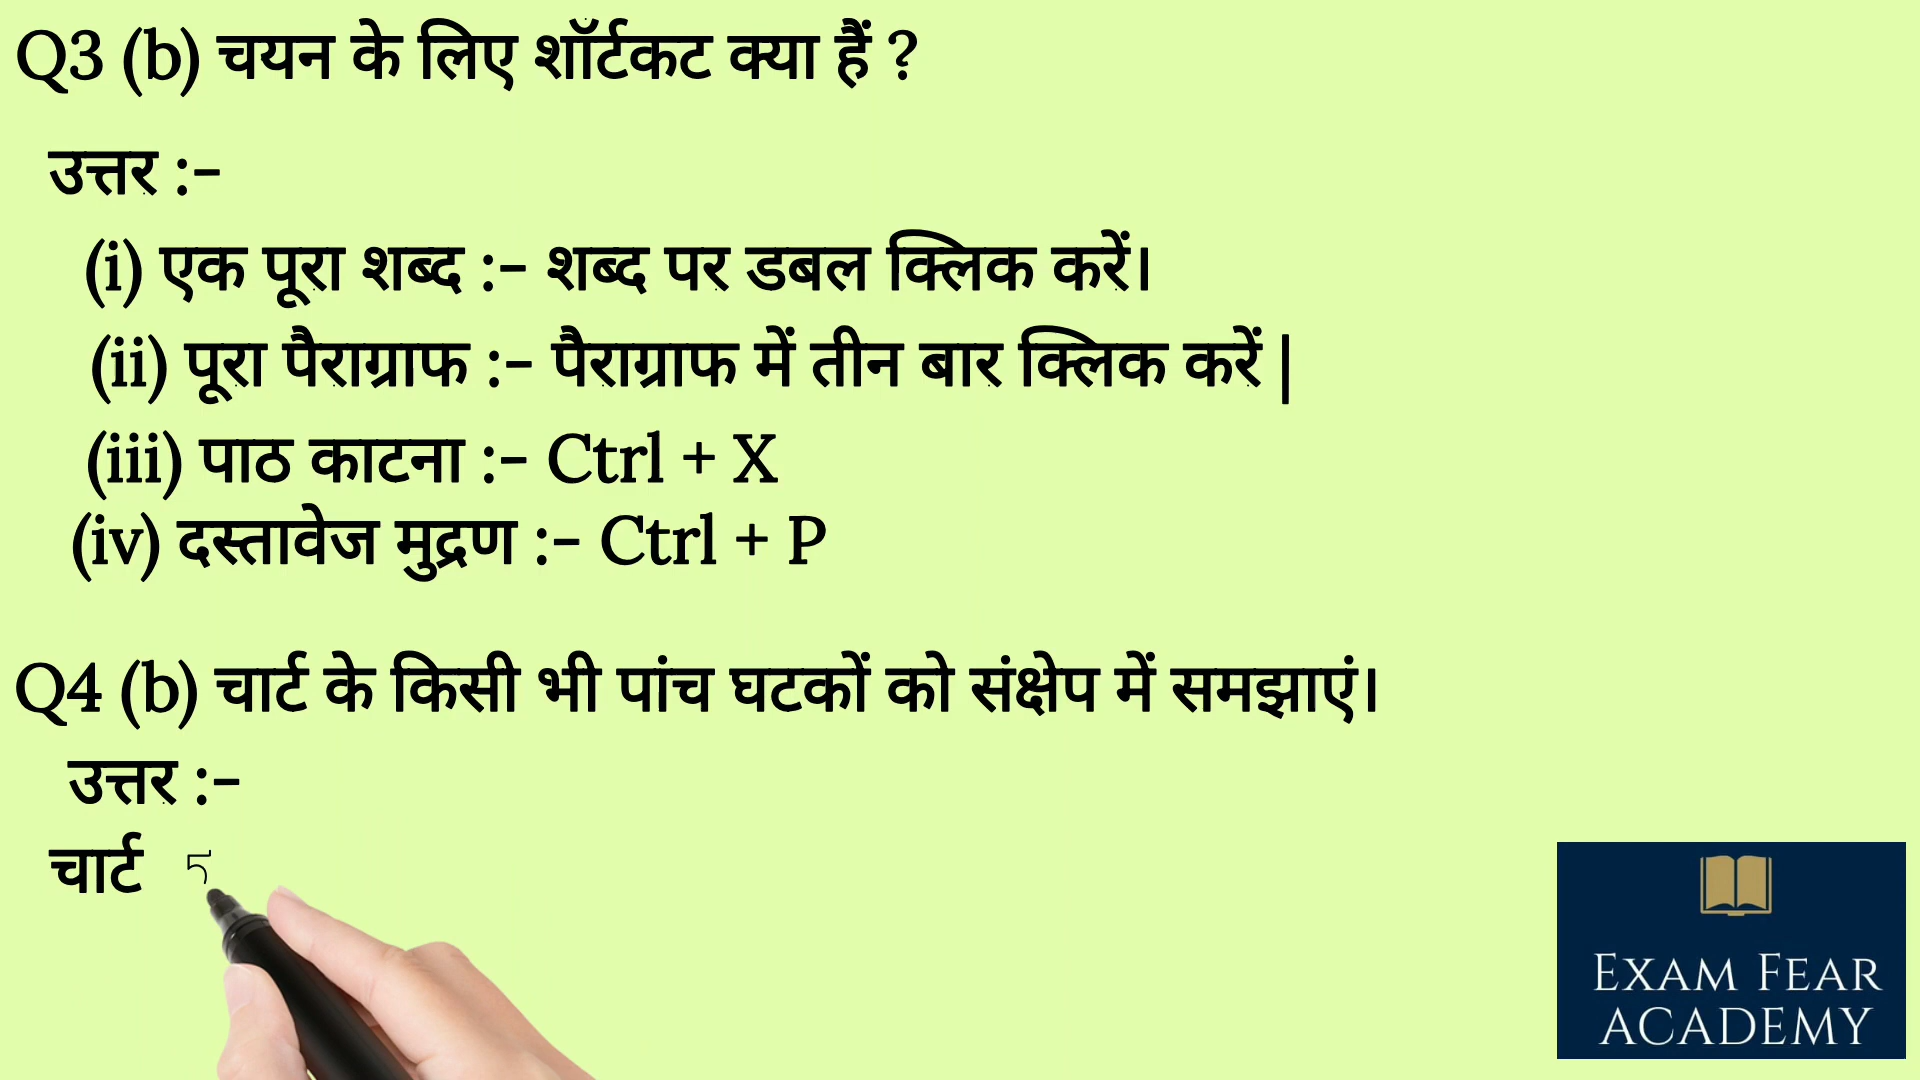 Q3 (b) चयन के लिए शॉर्टकट क्या हैं ?
उत्तर :-
(i) एक पूरा शब्द :- शब्द पर डबल क्लिक करें।
(ii) पूरा पैराग्राफ :- पैराग्राफ में तीन बार क्लिक करें |
(iii) पाठ काटना :- Ctrl + X
(iv) दस्तावेज मुद्रण :- Ctrl + P
Q4 (b) चार्ट के किसी भी पांच घटकों को संक्षेप में समझाएं।
उत्तर :-
चार्ट
EXAM FEAR
ACADEMY